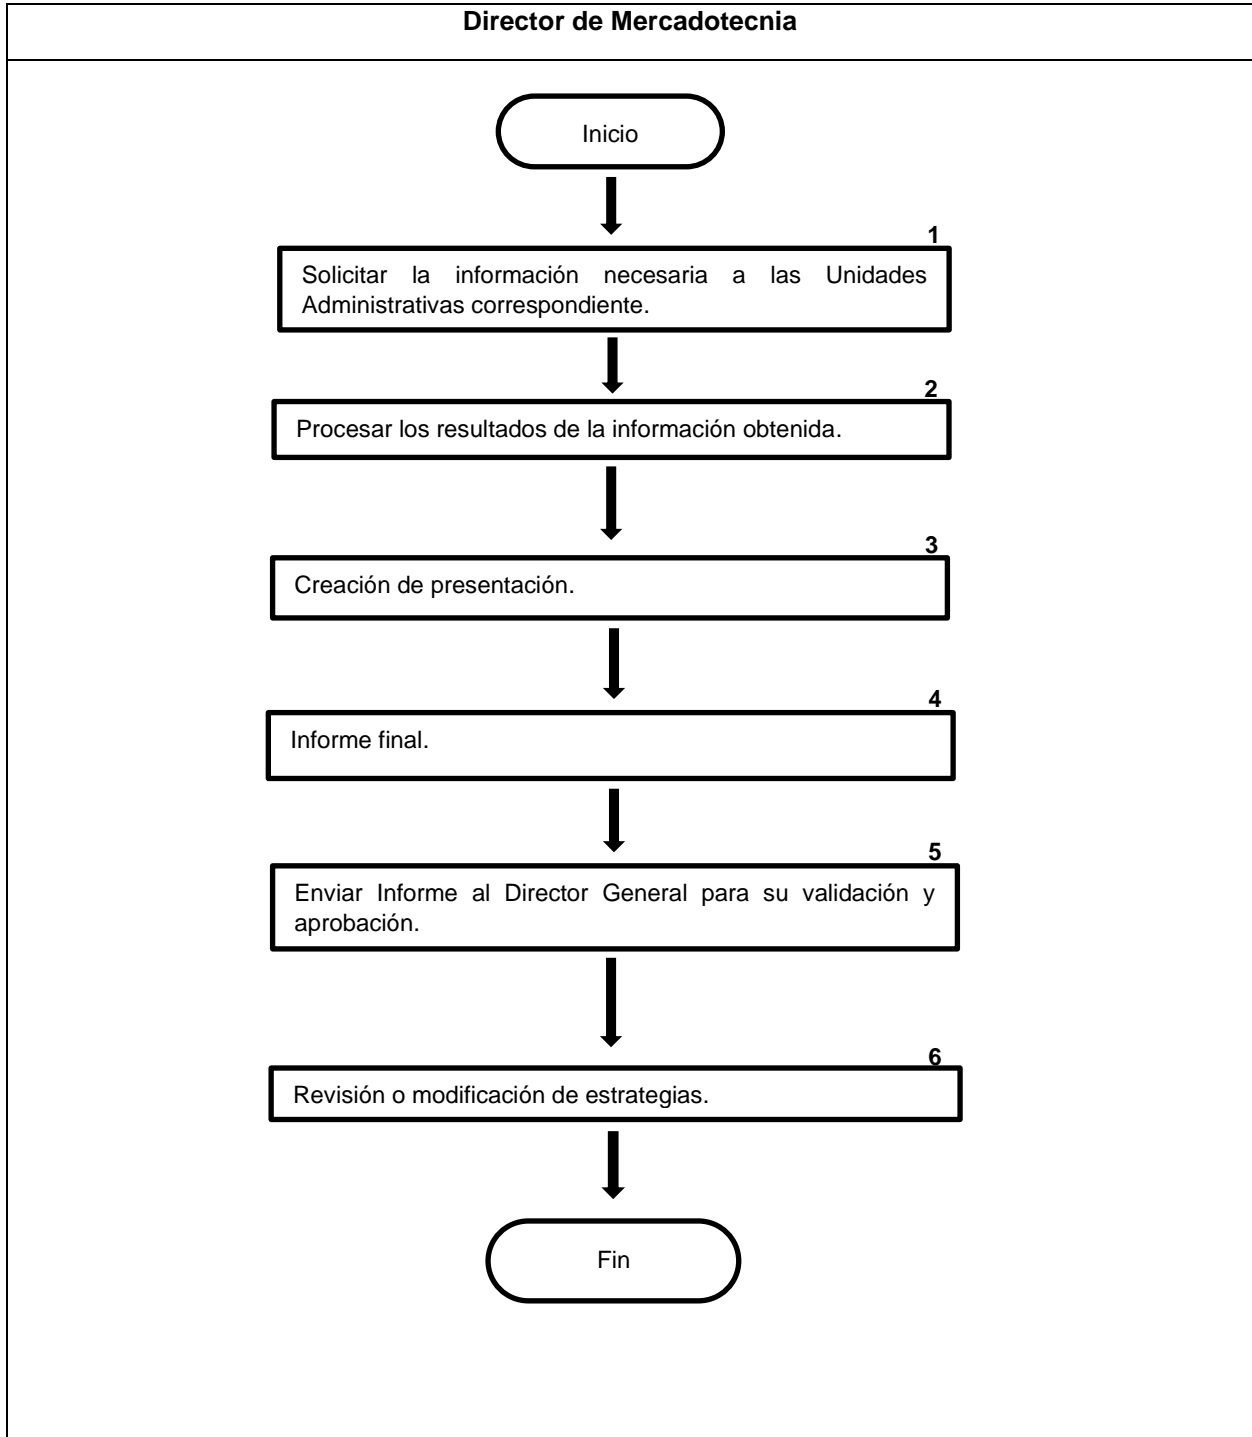 Director de Mercadotecnia
Inicio
1
Solicitar la información necesaria a las Unidades
Administrativas correspondiente.
2
Procesar los resultados de la información obtenida.
3
Creación de presentación.
4
Informe final.
5
Enviar Informe al Director General para su validación y
aprobación.
6
Revisión o modificación de estrategias.
Fin